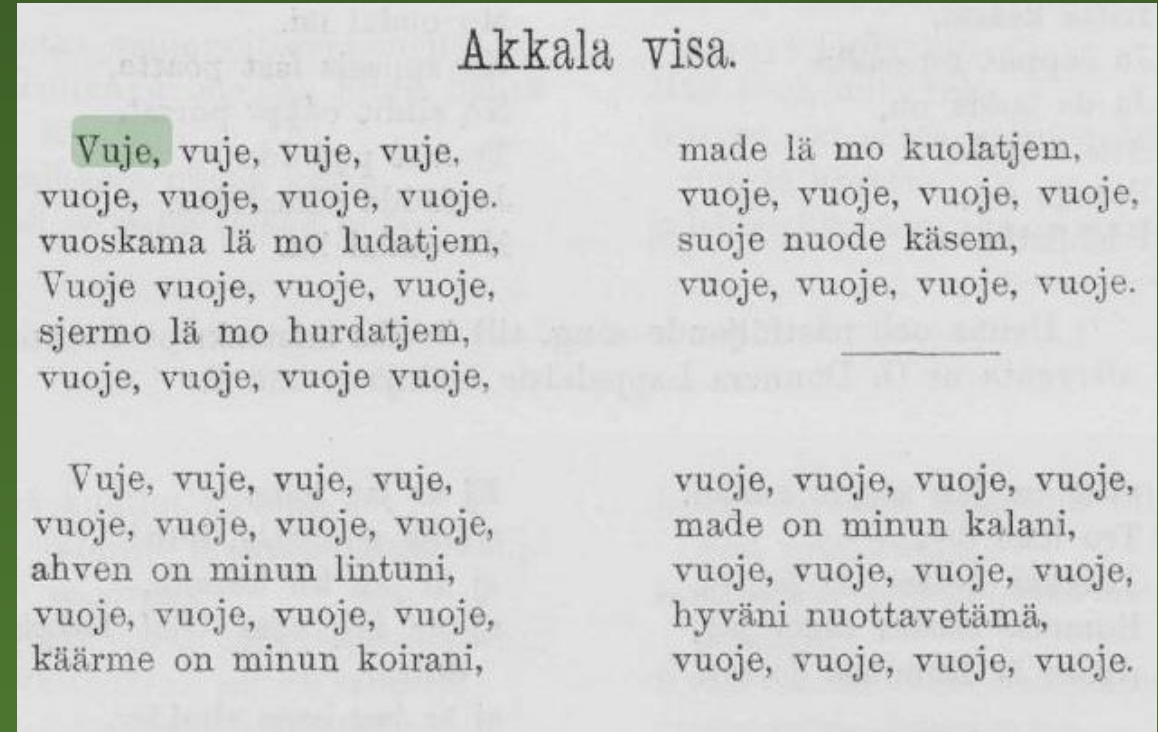 Akkala visa.
Vuje, vuje, vuje, vuje,
vuoje, vuoje, vuoje, vuoje.
vuoskama lä mo ludatjem,
Vuoje vuoje, vuoje, vuoje,
sjermo lä mo hurdatjem,
vuoje, vuoje, vuoje vuoje,
made lä mo kuolatjem,
vuoje, vuoje, vuoje, vuoje,
suoje nuode käsem,
vuoje, vuoje, vuoje, vuoje.
Vuje, vuje, vuje, vuje,
vuoje, vuoje, vuoje, vuoje,
ahven on minun lintuni,
vuoje, vuoje, vuoje, vuoje,
käärme on minun koirani,
vuoje, vuoje, vuoje, vuoje,
made on minun kalani,
vuoje, vuoje, vuoje, vuoje,
hyväni nuottavetämä,
vuoje, vuoje, vuoje, vuoje.